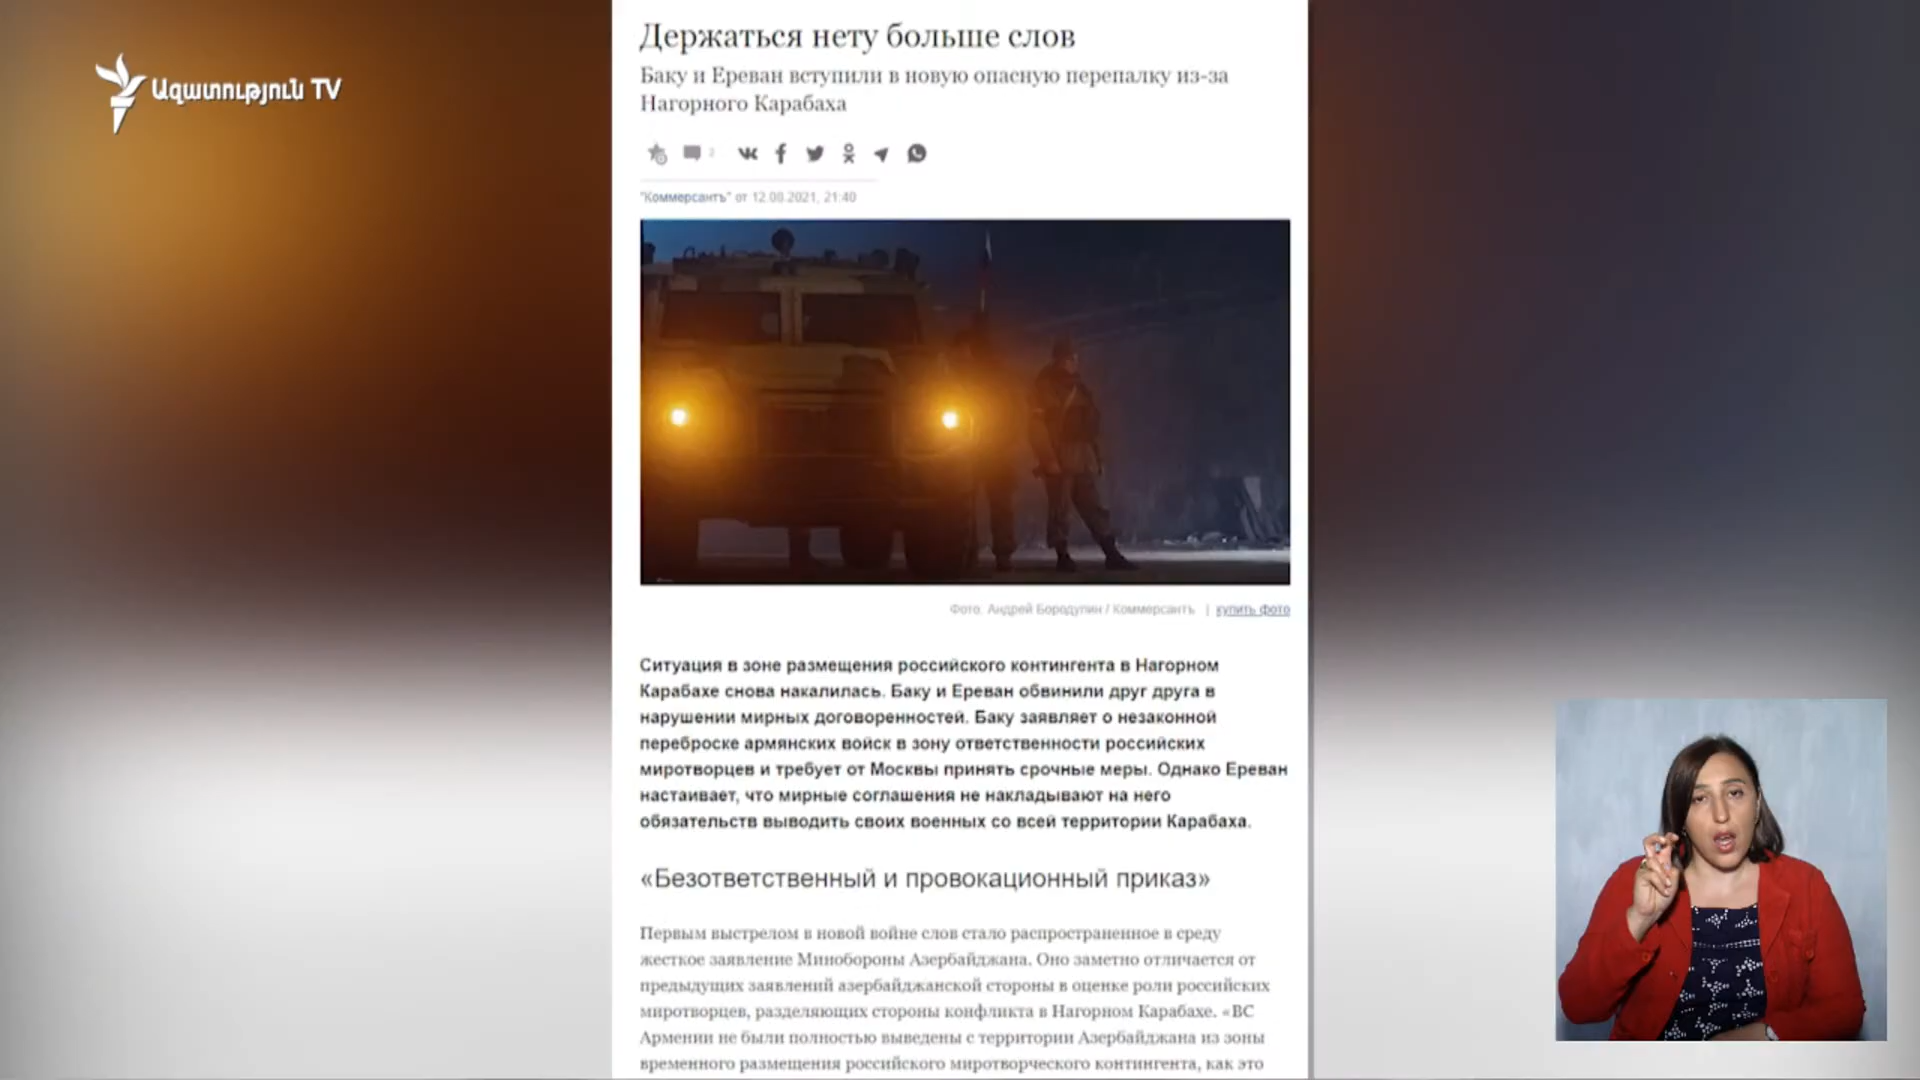 Ազատություն TV
Держаться нету больше слов
Баку и Ереван вступили в новую опасную перепалку из-за
Нагорного Карабаха
2
"Коммерсантъ" от 12.08.2021, 21:40
Фото: Андрей Бородулин / Коммерсантъ | купить фото
Ситуация в зоне размещения российского контингента в Нагорном
Карабахе снова накалилась. Баку и Ереван обвинили друг друга в
нарушении мирных договоренностей. Баку заявляет о незаконной
переброске армянских войск в зону ответственности российских
миротворцев и требует от Москвы принять срочные меры. Однако Ереван
настаивает, что мирные соглашения не накладывают на него
обязательств выводить своих военных со всей территории Карабаха.
«Безответственный и провокационный приказ»
Первым выстрелом в новой войне слов стало распространенное в среду
жесткое заявление Минобороны Азербайджана. Оно заметно отличается от
предыдущих заявлений азербайджанской стороны в оценке роли российских
миротворцев, разделяющих стороны конфликта в Нагорном Карабахе. «ВС
Армении не были полностью выведены с территории Азербайджана из зоны
временного размещения российского миротворческого контингента, как это